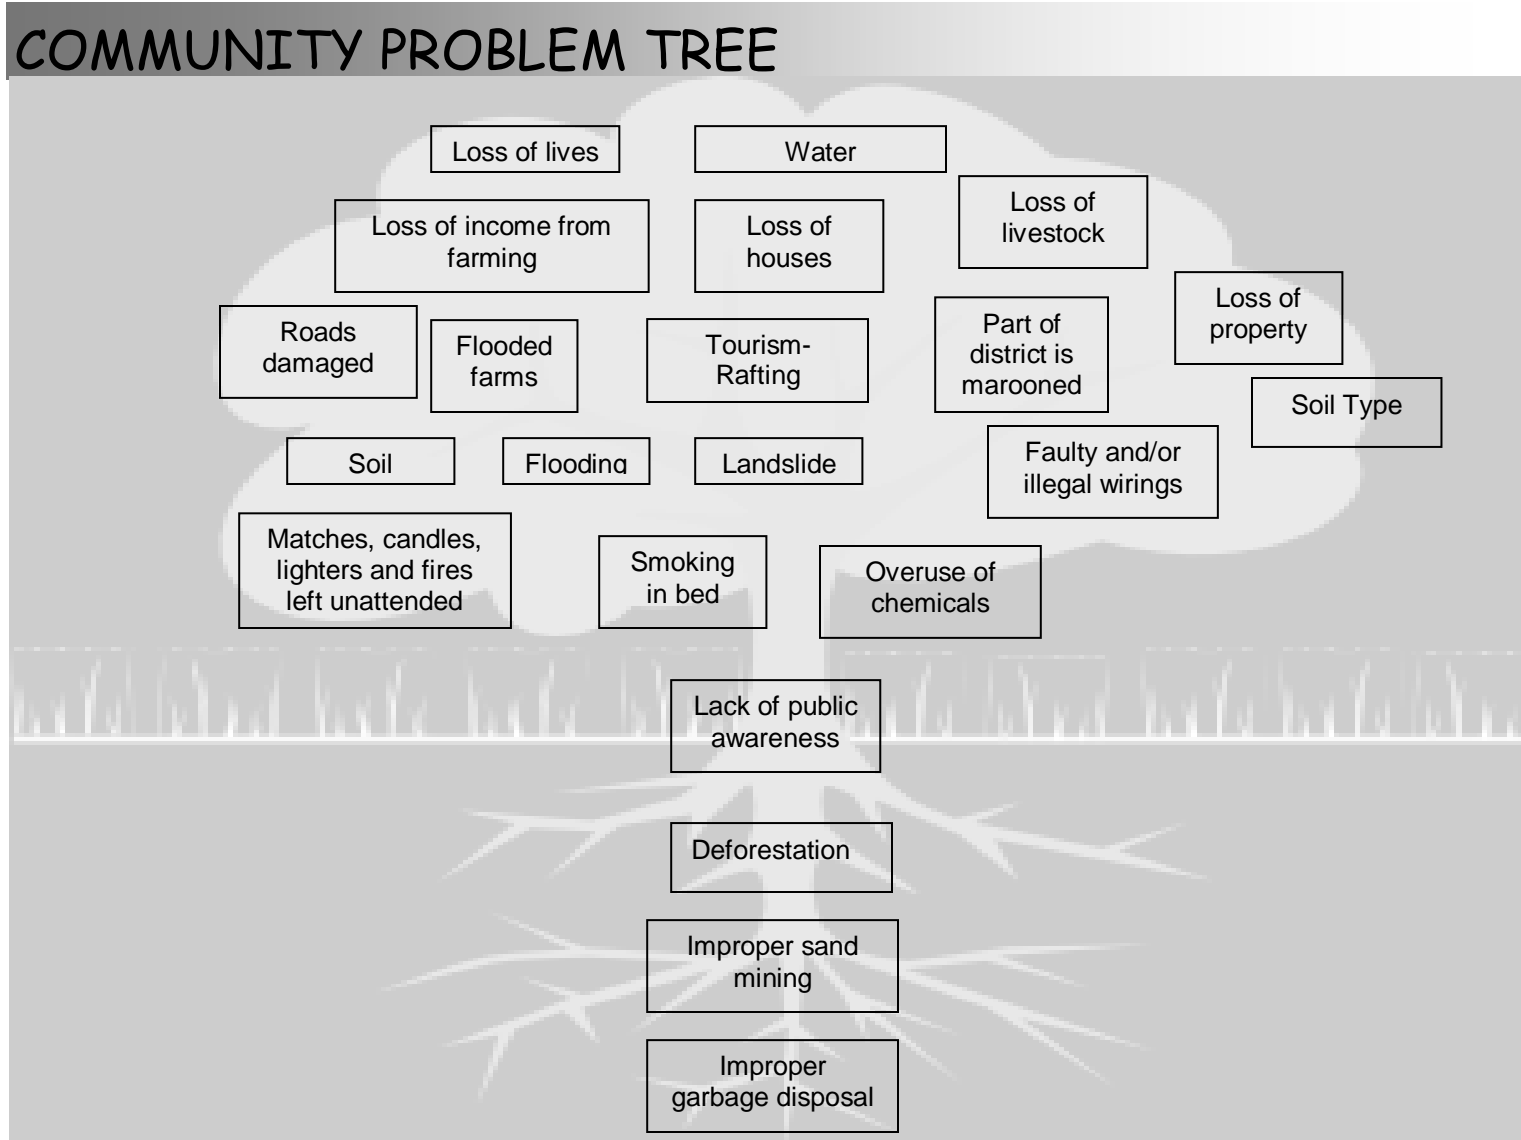 COMMUNITY PROBLEM TREE
Loss of lives
Water
Loss of income from
farming
Loss of
houses
Loss of
livestock
Loss of
property
Roads
damaged
Flooded
farms
Tourism-
Rafting
Part of
district is
marooned
Soil Type
Soil
Flooding
Landslide
Faulty and/or
illegal wirings
Matches, candles,
lighters and fires
left unattended
Smoking
in bed
Overuse of
chemicals
Lack of public
awareness
Deforestation
Improper sand
mining
Improper
garbage disposal